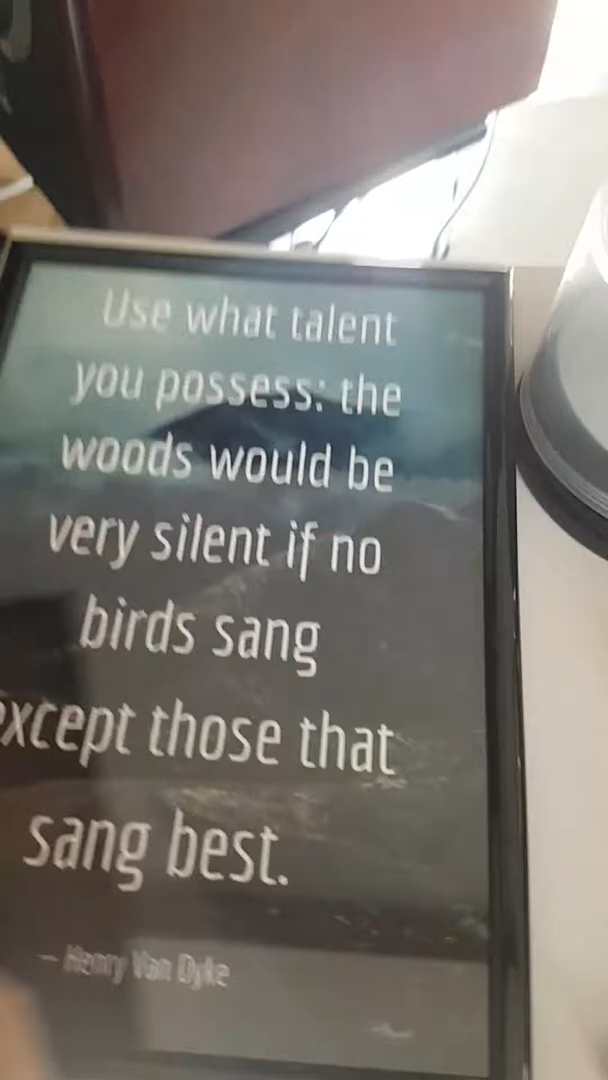 Use what talent
you possess: the
woods would be
very silent if no
birds sang
except those that
sang best.
– Henry Van Dyke